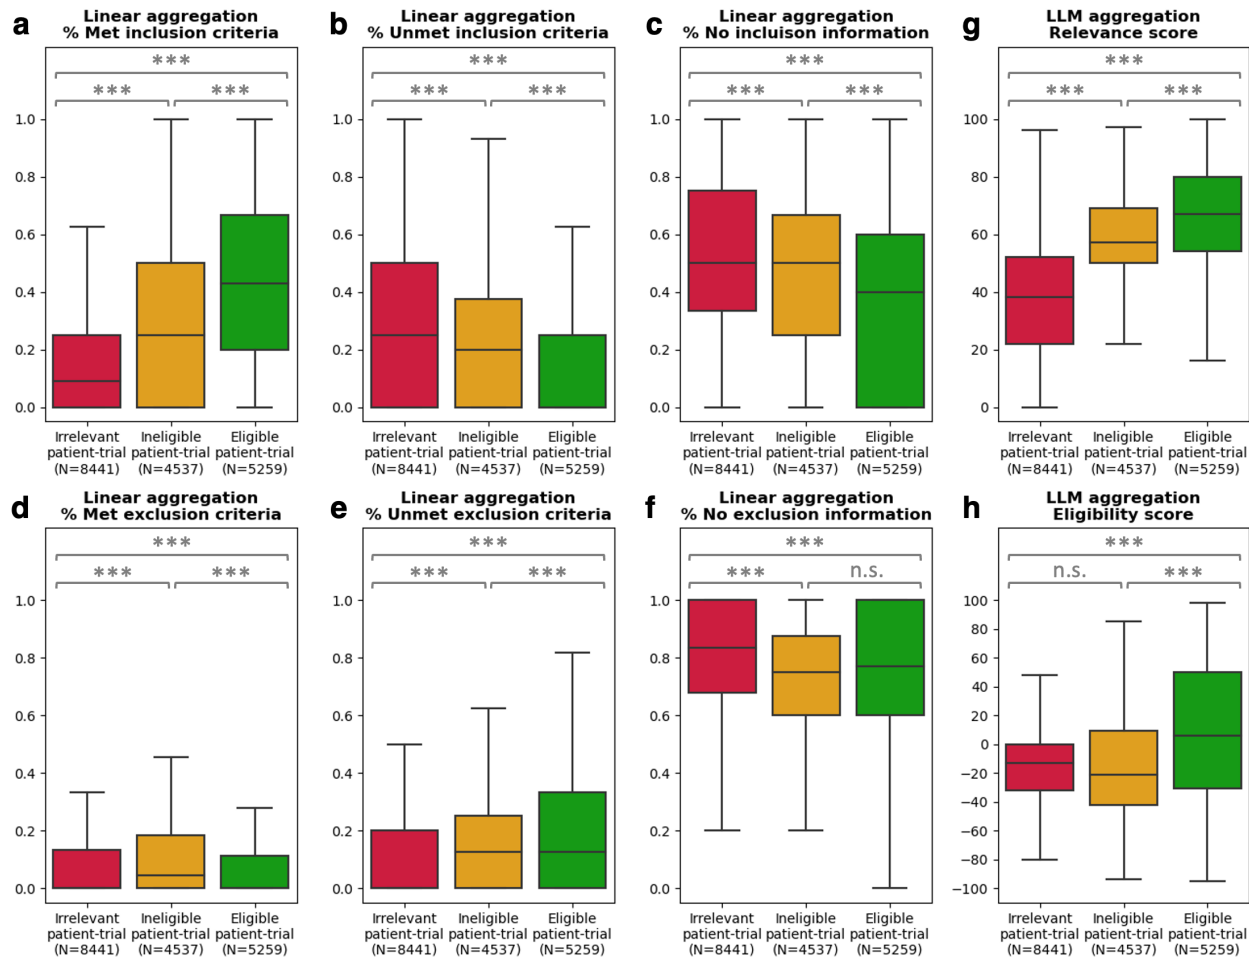 a
Linear aggregation
% Met inclusion criteria
***
***
***
1.0
0.8
0.6
0.4
0.2
0.0
Irrelevant
patient-trial
(N=8441)
Ineligible
patient-trial
(N=4537)
Eligible
patient-trial
(N=5259)
b
Linear aggregation
% Unmet inclusion criteria
***
***
***
1.0
0.8
0.6
0.4
0.2
0.0
Irrelevant
patient-trial
(N=8441)
Ineligible
patient-trial
(N=4537)
Eligible
patient-trial
(N=5259)
c
Linear aggregation
% No incluison information
***
***
***
1.0
0.8
0.6
0.4
0.2
0.0
Irrelevant
patient-trial
(N=8441)
Ineligible
patient-trial
(N=4537)
Eligible
patient-trial
(N=5259)
g
LLM aggregation
Relevance score
***
***
***
100
80
60
40
20
0
Irrelevant
patient-trial
(N=8441)
Ineligible
patient-trial
(N=4537)
Eligible
patient-trial
(N=5259)
d
Linear aggregation
% Met exclusion criteria
***
***
***
1.0
0.8
0.6
0.4
0.2
0.0
Irrelevant
patient-trial
(N=8441)
Ineligible
patient-trial
(N=4537)
Eligible
patient-trial
(N=5259)
e
Linear aggregation
% Unmet exclusion criteria
***
***
***
1.0
0.8
0.6
0.4
0.2
0.0
Irrelevant
patient-trial
(N=8441)
Ineligible
patient-trial
(N=4537)
Eligible
patient-trial
(N=5259)
f
Linear aggregation
% No exclusion information
***
***
n.s.
1.0
0.8
0.6
0.4
0.2
0.0
Irrelevant
patient-trial
(N=8441)
Ineligible
patient-trial
(N=4537)
Eligible
patient-trial
(N=5259)
h
LLM aggregation
Eligibility score
***
n.s.
***
100
80
60
40
20
0
−20
−40
−60
−80
−100
Irrelevant
patient-trial
(N=8441)
Ineligible
patient-trial
(N=4537)
Eligible
patient-trial
(N=5259)